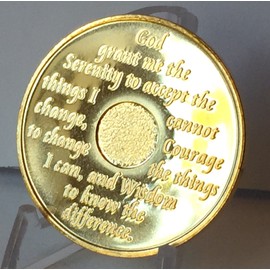 God
grant me the
Serenity to accept the
things I cannot
change, Courage
to change the things
I can, and Wisdom
to know the
difference.